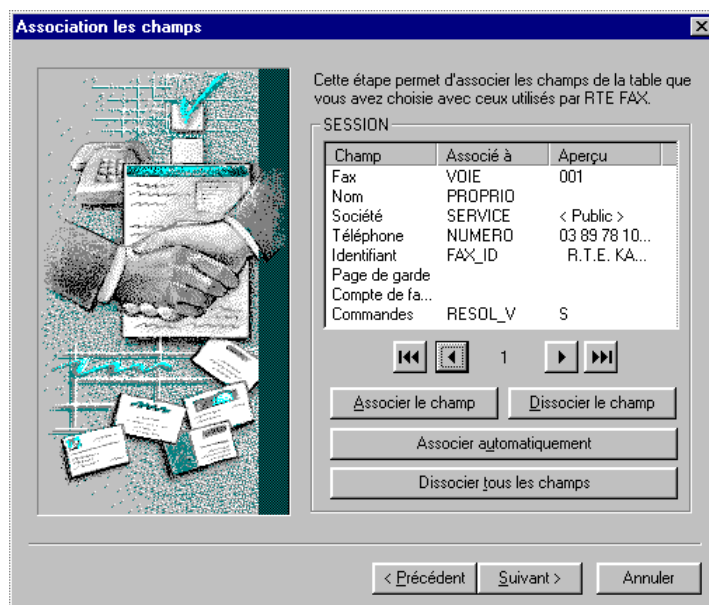 Association les champs
Cette étape permet d'associer les champs de la table que
vous avez choisie avec ceux utilisés par RTE FAX.
SESSION
Champ Associé à Aperçu
Fax VOIE 001
Nom PROPRIO
Société SERVICE < Public >
Téléphone NUMERO 03 89 78 10...
Identifiant FAX_ID R.T.E. KA...
Page de garde
Compte de fa...
Commandes RESOL_V S
1
Associer le champ Dissocier le champ
Associer automatiquement
Dissocier tous les champs
< Précédent Suivant > Annuler